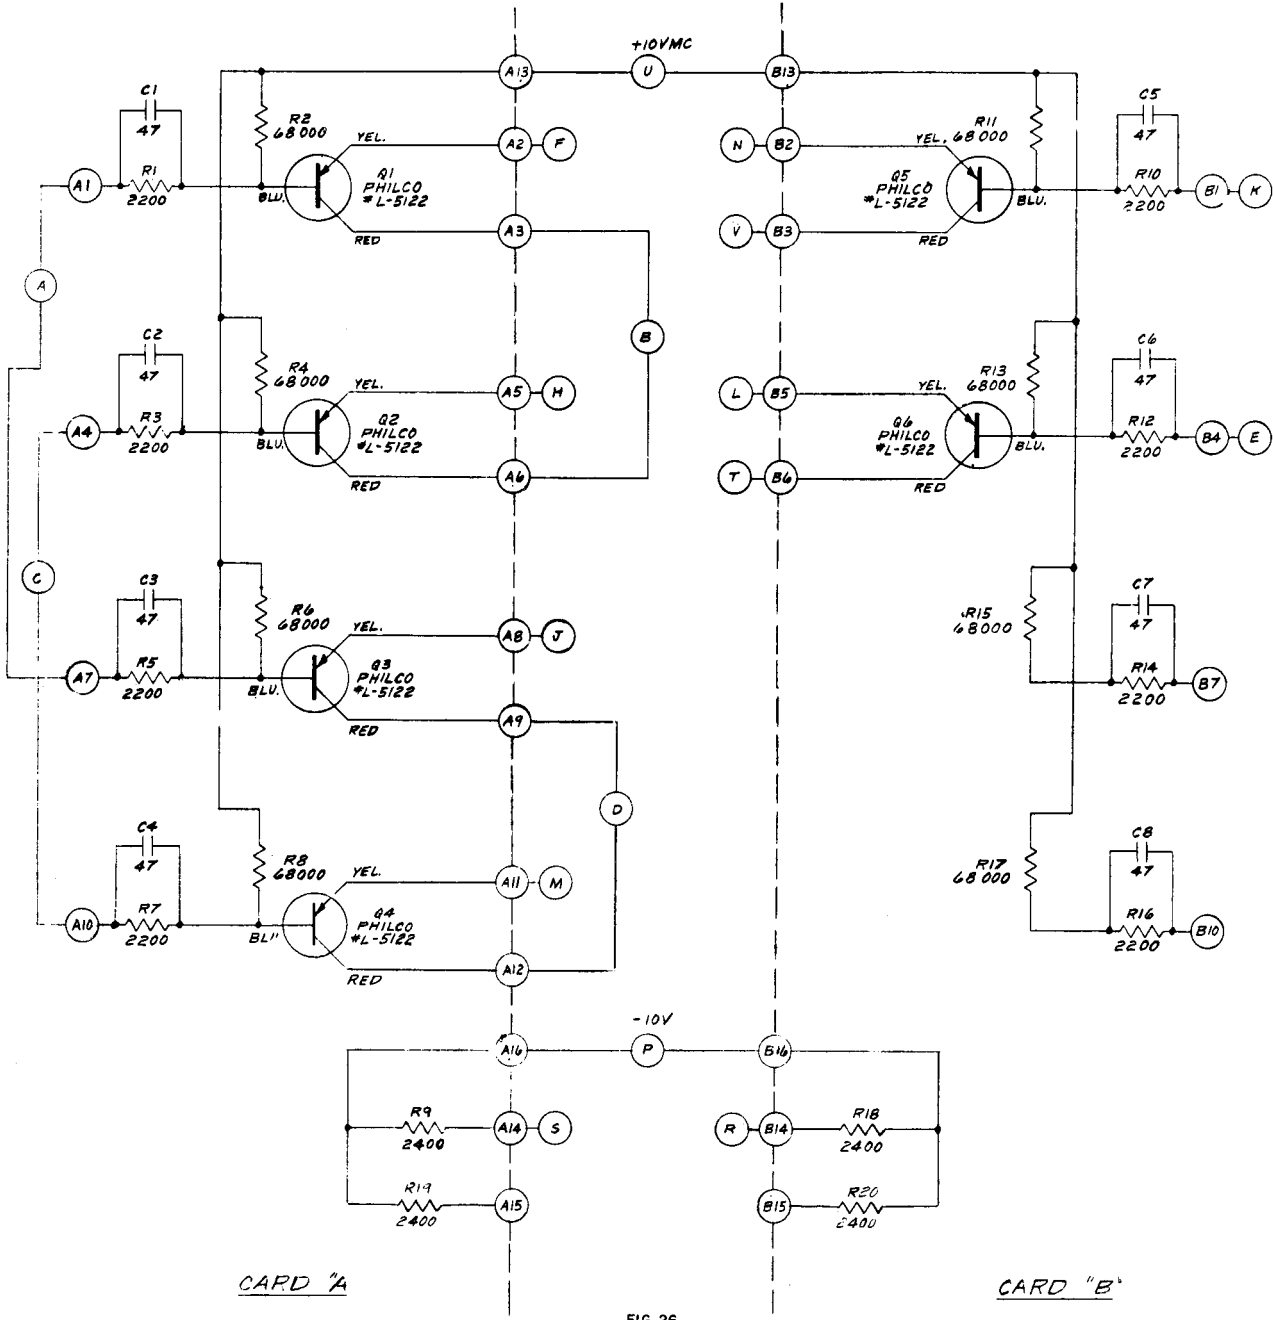 +10VMC
A13
U
B13
C1
47
R2
68000
YEL.
A2
F
N
B2
YEL.
R11
68000
C5
47
A1
R1
2200
BLU.
Q1
PHILCO
#L-5122
Q5
PHILCO
#L-5122
BLU.
R10
2200
B1
K
RED
A3
V
B3
RED
A
C2
47
R4
68000
YEL.
A5
H
B
L
B5
YEL.
R13
68000
C6
47
A4
R3
2200
BLU.
Q2
PHILCO
#L-5122
Q6
PHILCO
#L-5122
BLU.
R12
2200
B4
E
RED
A6
T
B6
RED
C
C3
47
R6
68000
YEL.
A8
J
R15
68000
C7
47
A7
R5
2200
BLU.
Q3
PHILCO
#L-5122
R14
2200
B7
RED
A9
D
C4
47
R8
68000
YEL.
A11
M
R17
68000
C8
47
A10
R7
2200
BL"
Q4
PHILCO
#L-5122
R16
2200
B10
RED
A12
-10V
A16
P
B16
R9
2400
A14
S
R
B14
R18
2400
R19
2400
A15
B15
R20
2400
CARD "A
CARD "B"